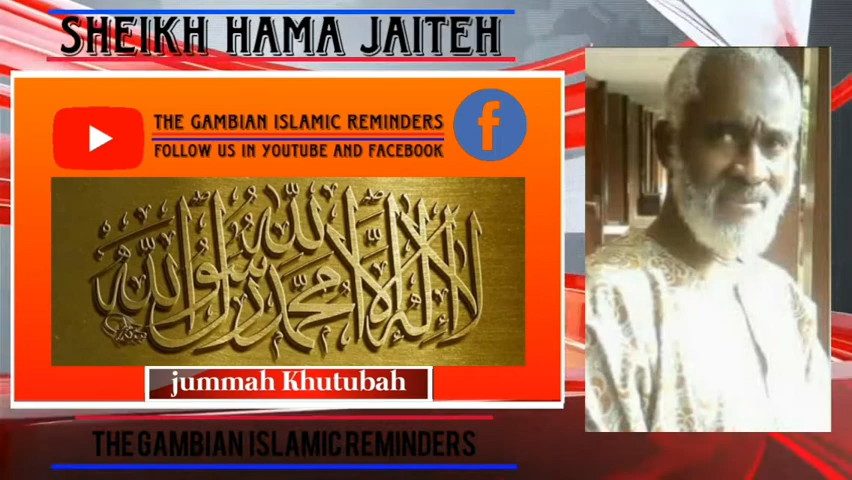 SHEIKH HAMA JAITEH
THE GAMBIAN ISLAMIC REMINDERS
FOLLOW US IN YOUTUBE AND FACEBOOK
لا إله إلا الله محمد رسول الله
jummah Khutubah
THE GAMBIAN ISLAMIC REMINDERS